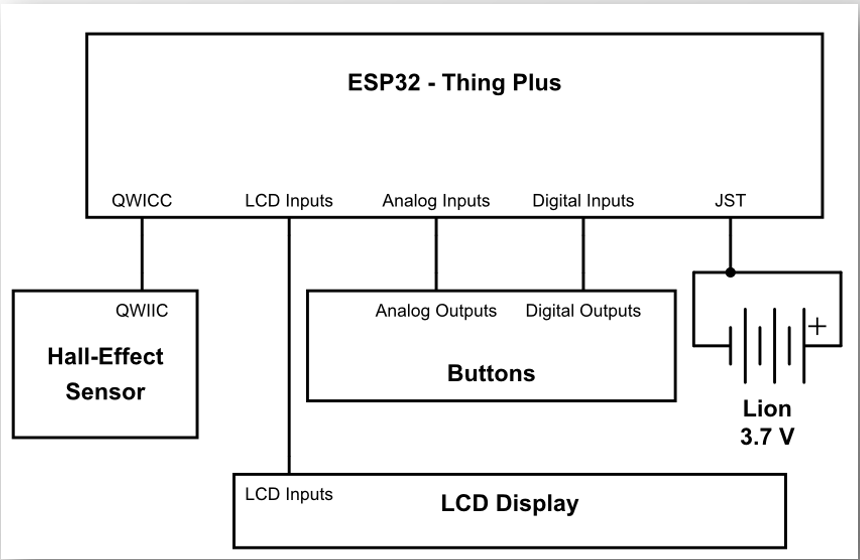 ESP32 - Thing Plus
QWICC LCD Inputs Analog Inputs Digital Inputs JST
QWIIC
Hall-Effect
Sensor
Analog Outputs Digital Outputs
Buttons
+
Lion
3.7 V
LCD Inputs
LCD Display